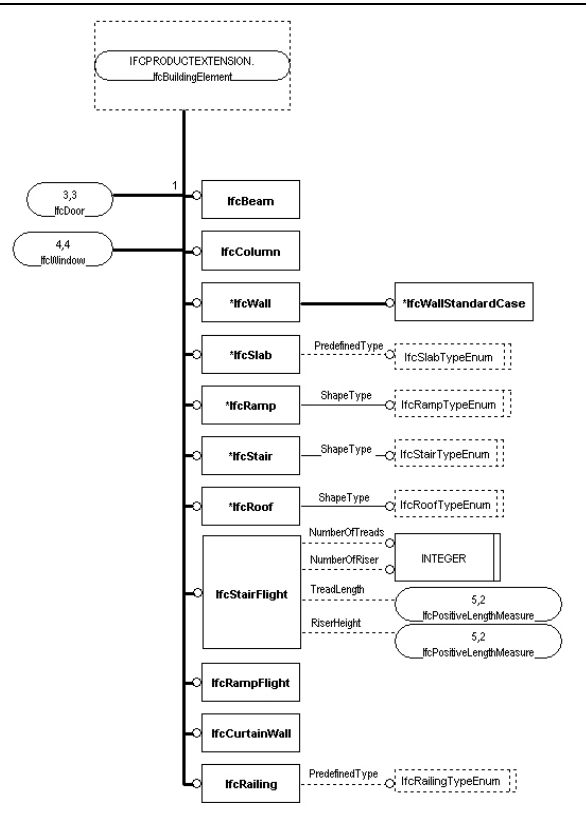 IFCPRODUCTEXTENSION.
IfcBuildingElement
1
3,3
IfcDoor
IfcBeam
4,4
IfcWindow
IfcColumn
*IfcWall
*IfcWallStandardCase
*IfcSlab
PredefinedType
IfcSlabTypeEnum
*IfcRamp
ShapeType
IfcRampTypeEnum
*IfcStair
ShapeType
IfcStairTypeEnum
*IfcRoof
ShapeType
IfcRoofTypeEnum
IfcStairFlight
NumberOfTreads
NumberOfRiser
INTEGER
TreadLength
5,2
IfcPositiveLengthMeasure
RiserHeight
5,2
IfcPositiveLengthMeasure
IfcRampFlight
IfcCurtainWall
IfcRailing
PredefinedType
IfcRailingTypeEnum